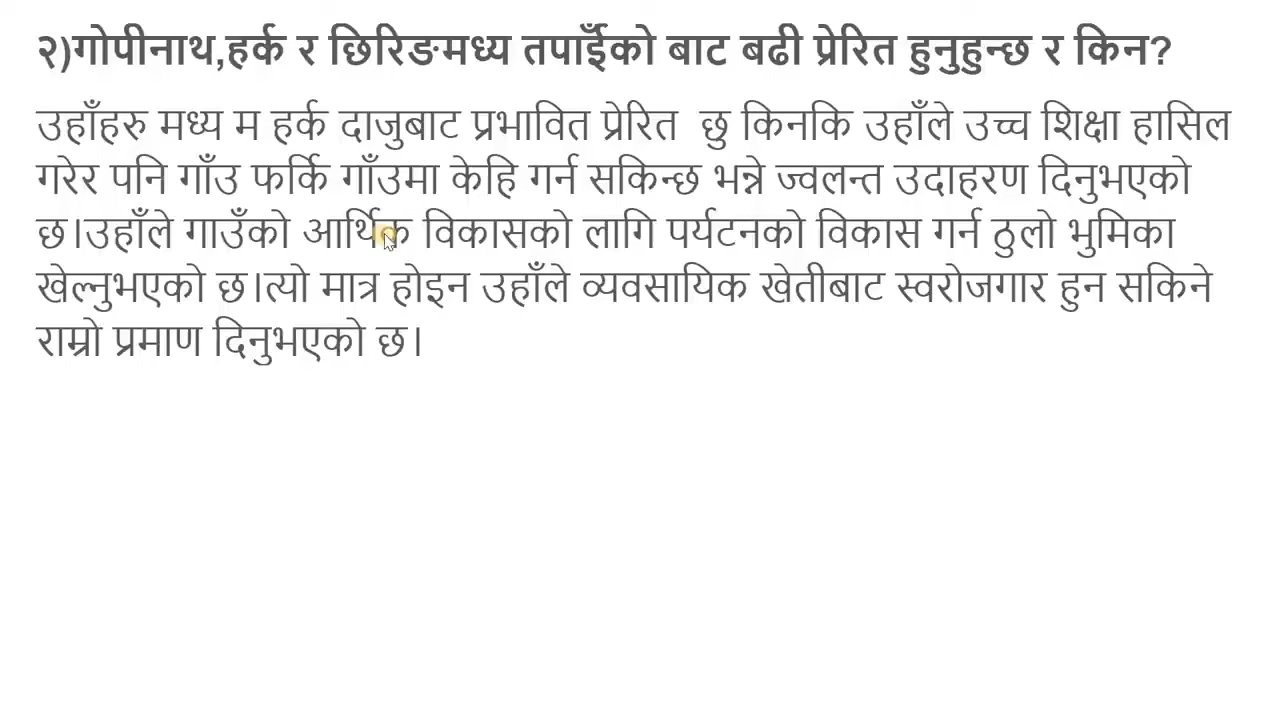 २)गोपीनाथ,हर्क र छिरिङमध्य तपाईँको बाट बढी प्रेरित हुनुहुन्छ र किन?
उहाँहरु मध्य म हर्क दाजुबाट प्रभावित प्रेरित छु किनकि उहाँले उच्च शिक्षा हासिल
गरेर पनि गाँउ फर्कि गाँउमा केहि गर्न सकिन्छ भन्ने ज्वलन्त उदाहरण दिनुभएको
छ।उहाँले गाउँको आर्थिक विकासको लागि पर्यटनको विकास गर्न ठुलो भुमिका
खेल्नुभएको छ।त्यो मात्र होइन उहाँले व्यवसायिक खेतीबाट स्वरोजगार हुन सकिने
राम्रो प्रमाण दिनुभएको छ।